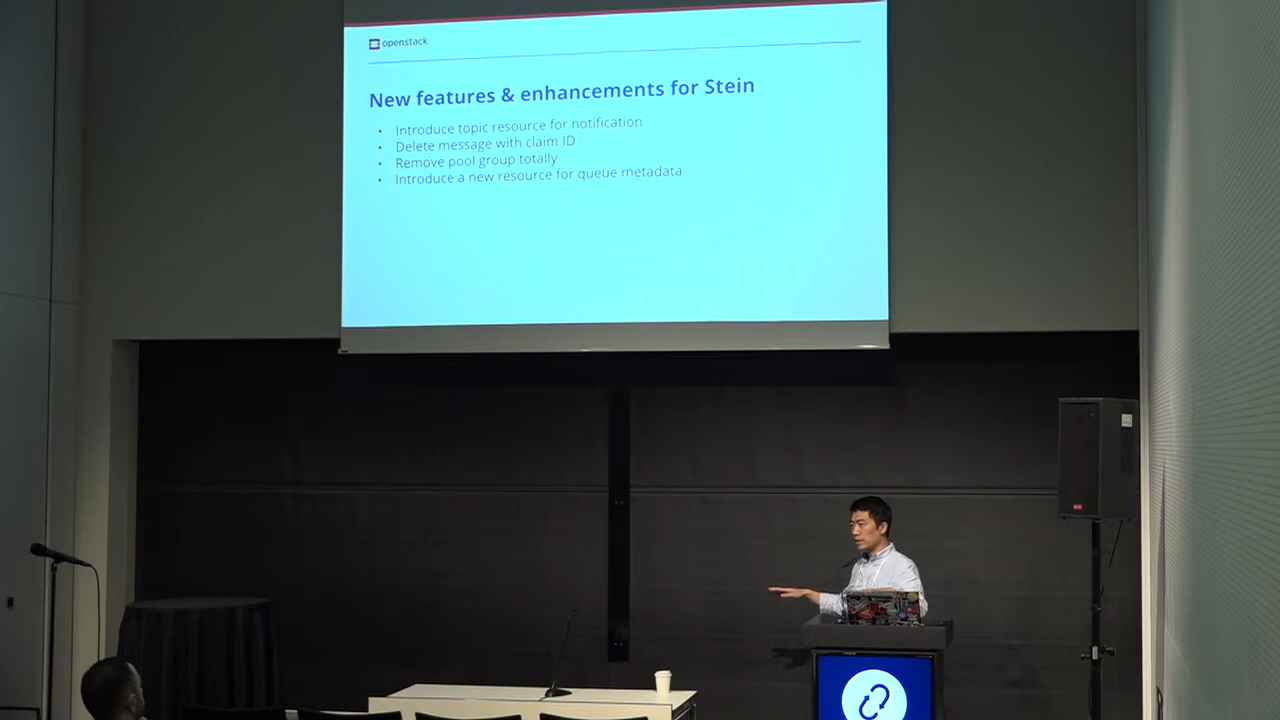 openstack
New features & enhancements for Stein
• Introduce topic resource for notification
• Delete message with claim ID
• Remove pool group totally
• Introduce a new resource for queue metadata